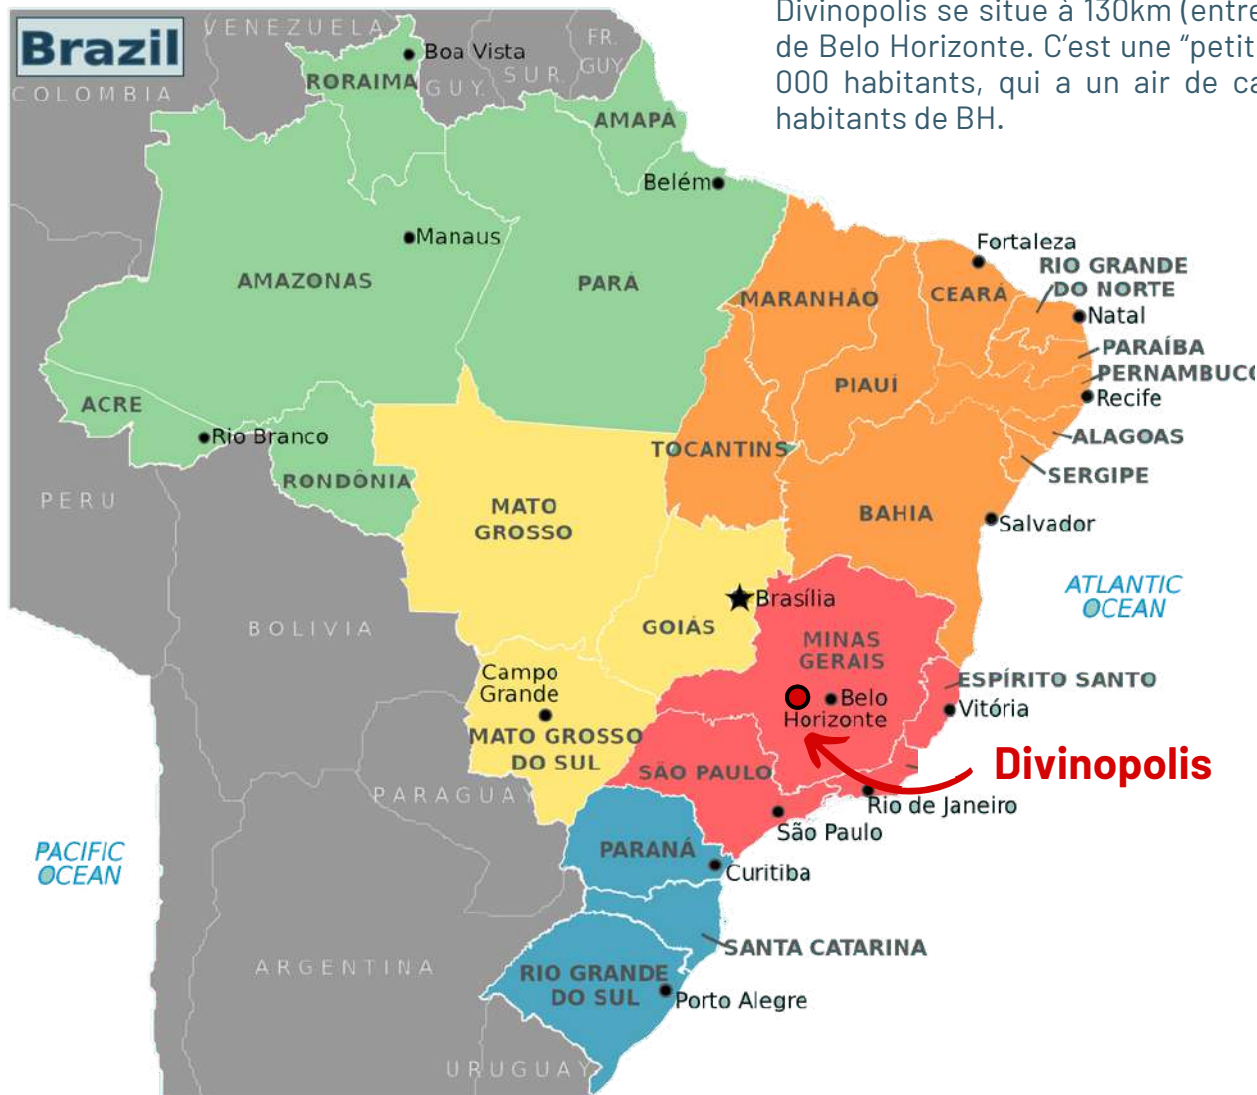 Divinopolis se situe à 130km (entre
de Belo Horizonte. C’est une “petit
000 habitants, qui a un air de ca
habitants de BH.
Brazil
VENEZUELA
COLOMBIA
GUY.
SUR.
FR.
GUY
Boa Vista
RORAIMA
AMAPÁ
Belém
Manaus
AMAZONAS
PARÁ
Fortaleza
RIO GRANDE
DO NORTE
MARANHÃO
CEARÁ
Natal
PARAÍBA
PERNAMBUCO
PIAUÍ
Recife
ACRE
Rio Branco
ALAGOAS
TOCANTINS
SERGIPE
RONDÔNIA
PERU
MATO
GROSSO
BAHIA
Salvador
ATLANTIC
OCEAN
Brasília
GOIÁS
BOLIVIA
MINAS
GERAIS
Campo
Grande
ESPÍRITO SANTO
Belo
Horizonte
Vitória
MATO GROSSO
DO SUL
SÃO PAULO
Divinopolis
PARAGUAY
Rio de Janeiro
São Paulo
PACIFIC
OCEAN
PARANÁ
Curitiba
SANTA CATARINA
ARGENTINA
RIO GRANDE
DO SUL
Porto Alegre
URUGUAY